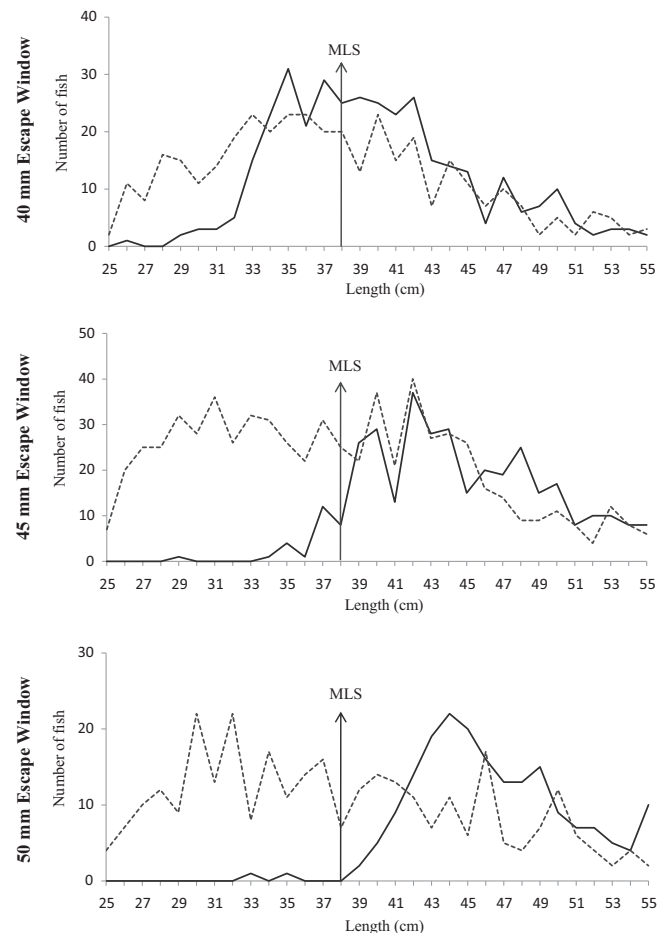 40 mm Escape Window
Number of fish
40
30
20
10
0
MLS
25 27 29 31 33 35 37 39 41 43 45 47 49 51 53 55
Length (cm)
45 mm Escape Window
Number of fish
50
40
30
20
10
0
MLS
25 27 29 31 33 35 37 39 41 43 45 47 49 51 53 55
Length (cm)
50 mm Escape Window
Number of fish
30
20
10
0
MLS
25 27 29 31 33 35 37 39 41 43 45 47 49 51 53 55
Length (cm)